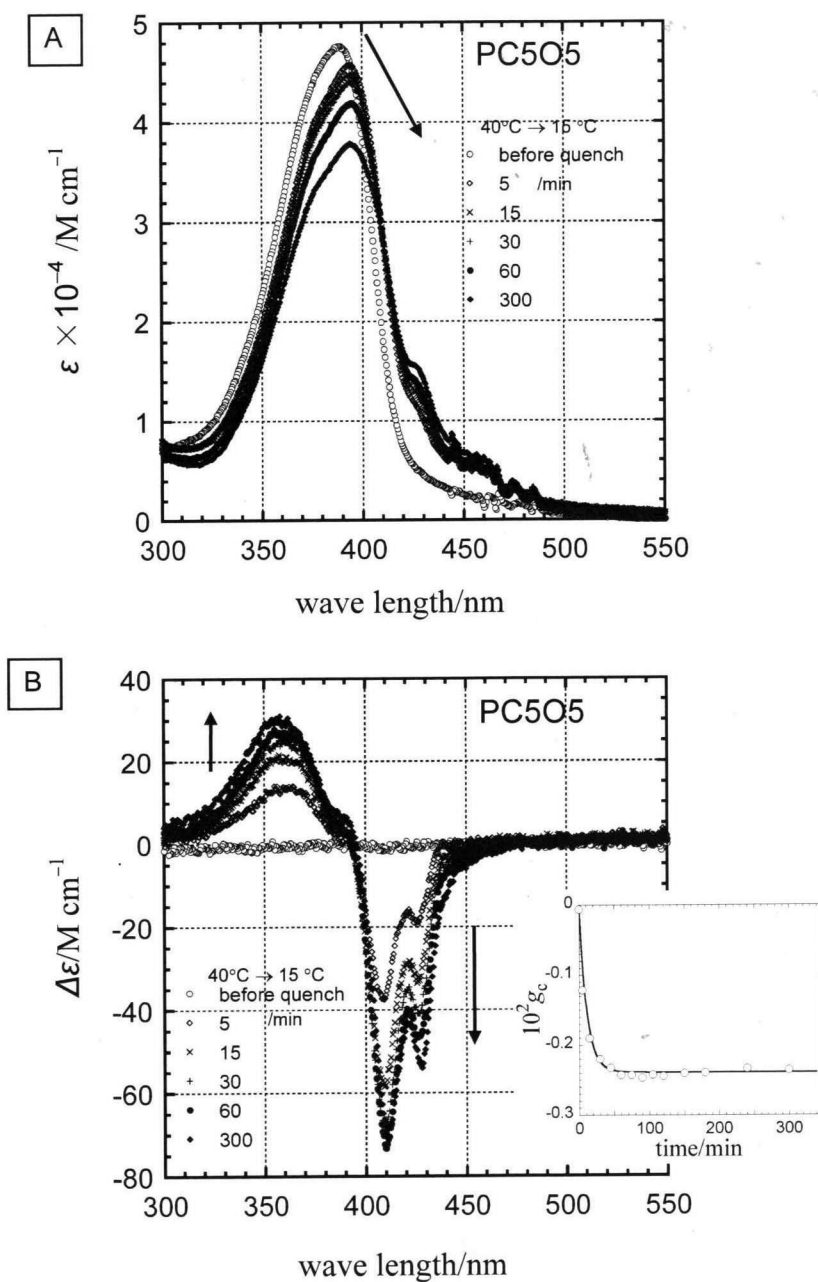 A
PC5O5
5
4
3
2
1
0
ε × 10⁻⁴ /M cm⁻¹
40°C → 15 °C
○ before quench
◇ 5 /min
× 15
+ 30
● 60
◆ 300
300 350 400 450 500 550
wave length/nm
B
PC5O5
40
20
0
-20
-40
-60
-80
Δε/M cm⁻¹
40°C → 15 °C
○ before quench
◇ 5 /min
× 15
+ 30
● 60
◆ 300
0
-0.1
-0.2
-0.3
10²g_c
0 100 200 300
time/min
300 350 400 450 500 550
wave length/nm